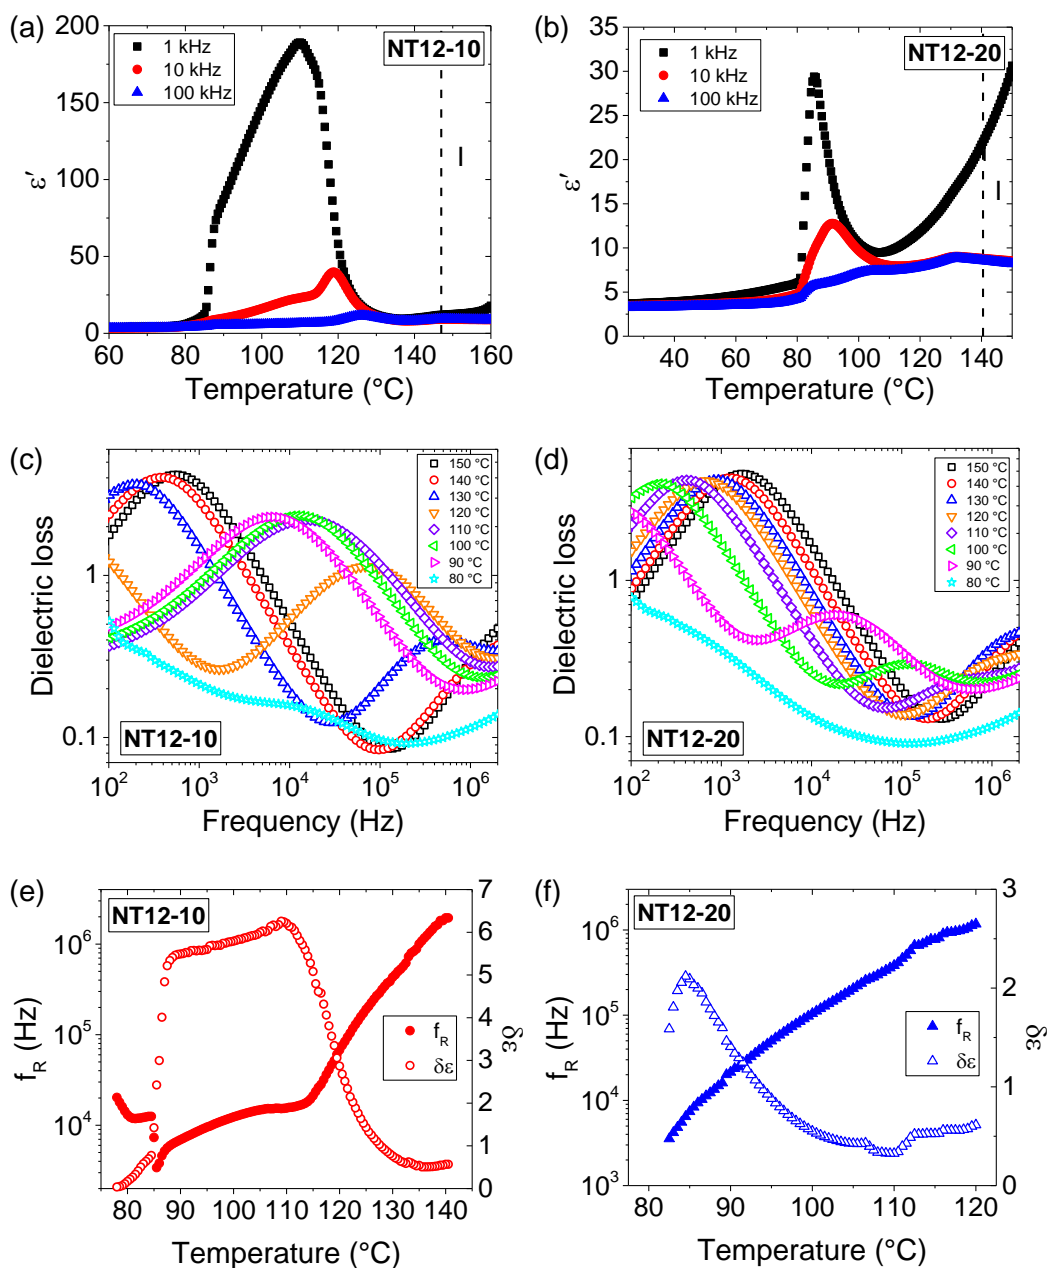 (a)
200
150
100
50
0
ε′
1 kHz
10 kHz
100 kHz
NT12-10
I
60 80 100 120 140 160
Temperature (°C)
(b)
35
30
25
20
15
10
5
0
ε′
1 kHz
10 kHz
100 kHz
NT12-20
I
40 60 80 100 120 140
Temperature (°C)
(c)
1
0.1
Dielectric loss
150 °C
140 °C
130 °C
120 °C
110 °C
100 °C
90 °C
80 °C
NT12-10
10² 10³ 10⁴ 10⁵ 10⁶
Frequency (Hz)
(d)
1
0.1
Dielectric loss
150 °C
140 °C
130 °C
120 °C
110 °C
100 °C
90 °C
80 °C
NT12-20
10² 10³ 10⁴ 10⁵ 10⁶
Frequency (Hz)
(e)
NT12-10
10⁶
10⁵
10⁴
f_R (Hz)
f_R
δε
7
6
5
4
3
2
1
0
δε
80 90 100 110 120 130 140
Temperature (°C)
(f)
NT12-20
10⁶
10⁵
10⁴
10³
f_R (Hz)
f_R
δε
3
2
1
0
δε
90 100 110 120
Temperature (°C)